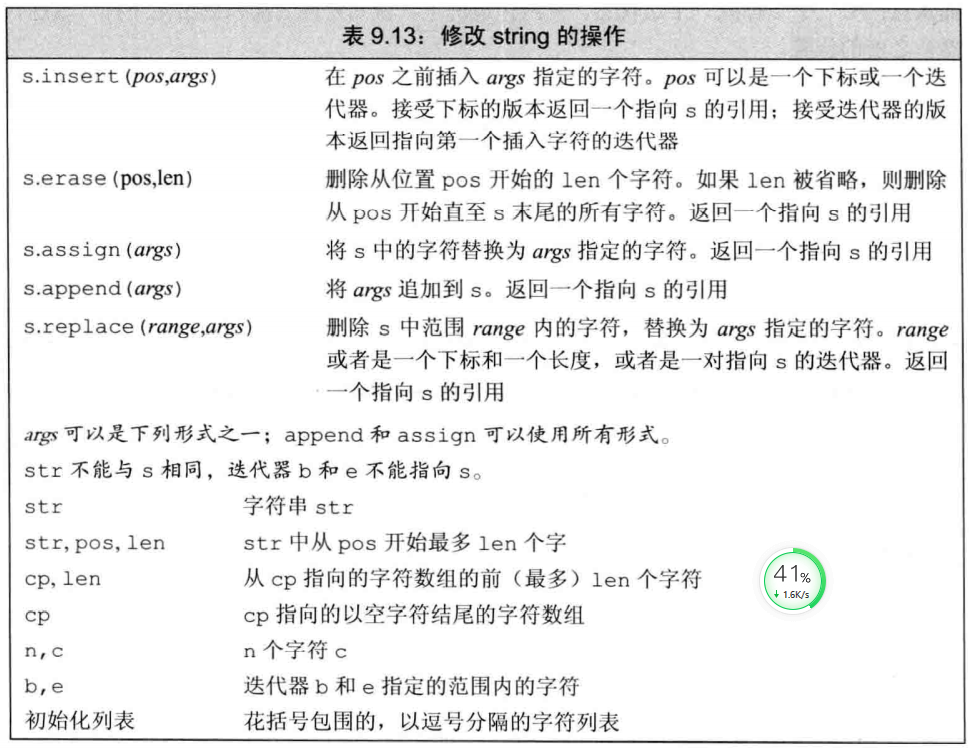 表 9.13：修改 string 的操作
s.insert(pos,args) 在 pos 之前插入 args 指定的字符。pos 可以是一个下标或一个迭
代器。接受下标的版本返回一个指向 s 的引用；接受迭代器的版
本返回指向第一个插入字符的迭代器
s.erase(pos,len) 删除从位置 pos 开始的 len 个字符。如果 len 被省略，则删除
从 pos 开始直至 s 末尾的所有字符。返回一个指向 s 的引用
s.assign(args) 将 s 中的字符替换为 args 指定的字符。返回一个指向 s 的引用
s.append(args) 将 args 追加到 s。返回一个指向 s 的引用
s.replace(range,args) 删除 s 中范围 range 内的字符，替换为 args 指定的字符。range
或者是一个下标和一个长度，或者是一对指向 s 的迭代器。返回
一个指向 s 的引用
args 可以是下列形式之一；append 和 assign 可以使用所有形式。
str 不能与 s 相同，迭代器 b 和 e 不能指向 s。
str 字符串 str
str,pos,len str 中从 pos 开始最多 len 个字
cp,len 从 cp 指向的字符数组的前（最多）len 个字符
cp cp 指向的以空字符结尾的字符数组
n,c n 个字符 c
b,e 迭代器 b 和 e 指定的范围内的字符
初始化列表 花括号包围的，以逗号分隔的字符列表
41%
↓ 1.6K/s